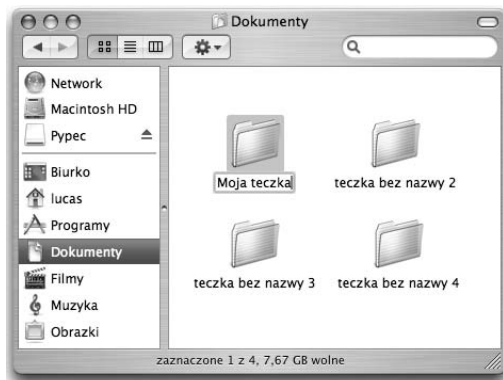 Dokumenty
Network
Macintosh HD
Pypec
Biurko
lucas
Programy
Dokumenty
Filmy
Muzyka
Obrazki
Moja teczka
teczka bez nazwy 2
teczka bez nazwy 3
teczka bez nazwy 4
zaznaczone 1 z 4, 7,67 GB wolne